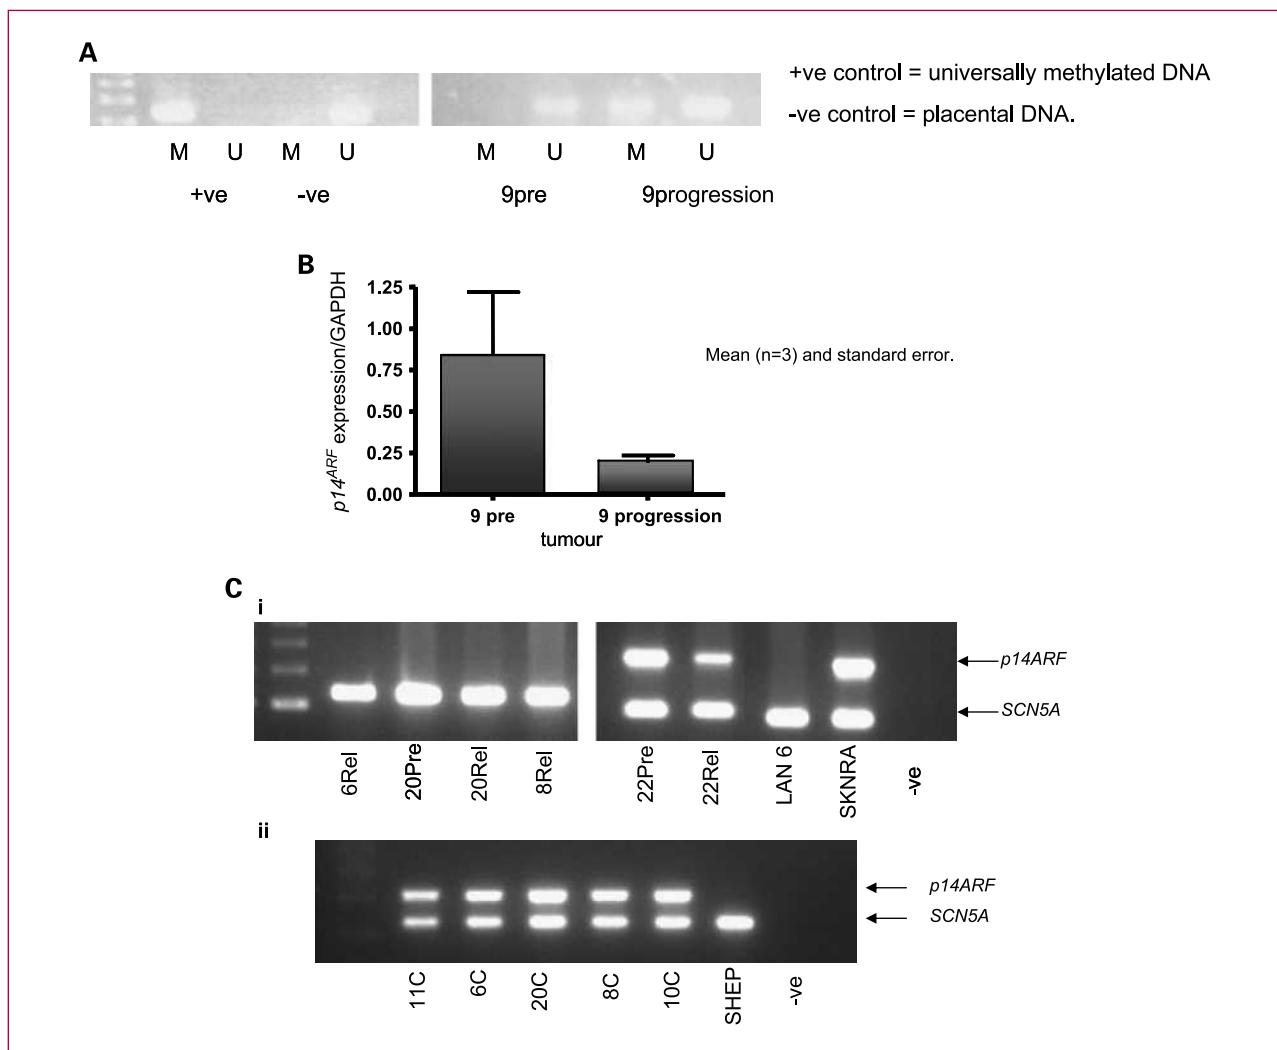 A
+ve control = universally methylated DNA
-ve control = placental DNA.
M U M U M U M U
+ve -ve 9pre 9progression
B
p14ARF expression/GAPDH
1.25
1.00
0.75
0.50
0.25
0.00
9 pre 9 progression
tumour
Mean (n=3) and standard error.
C
i
p14ARF
SCN5A
6Rel 20Pre 20Rel 8Rel 22Pre 22Rel LAN 6 SKNRA -ve
ii
p14ARF
SCN5A
11C 6C 20C 8C 10C SHEP -ve